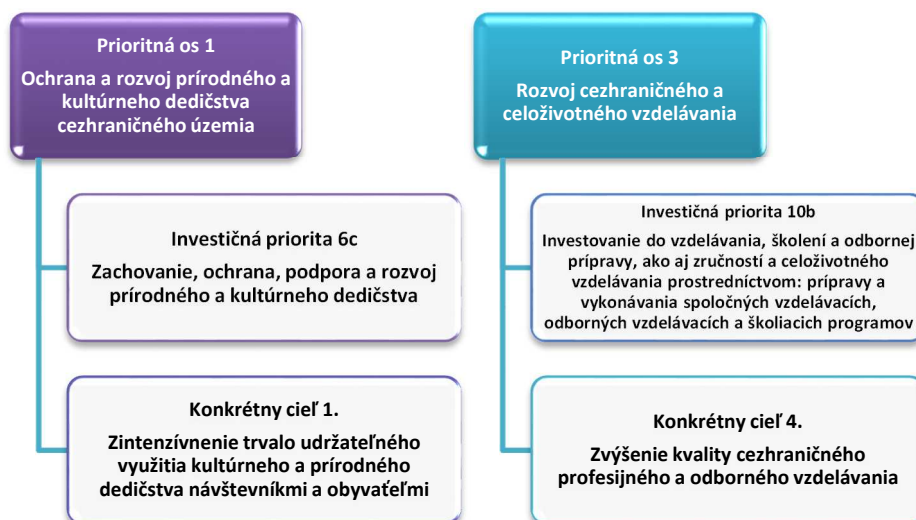 Prioritná os 1
Ochrana a rozvoj prírodného a
kultúrneho dedičstva
cezhraničného územia
Investičná priorita 6c
Zachovanie, ochrana, podpora a rozvoj
prírodného a kultúrneho dedičstva
Konkrétny cieľ 1.
Zintenzívnenie trvalo udržateľného
využitia kultúrneho a prírodného
dedičstva návštevníkmi a obyvateľmi
Prioritná os 3
Rozvoj cezhraničného a
celoživotného vzdelávania
Investičná priorita 10b
Investovanie do vzdelávania, školení a odbornej
prípravy, ako aj zručností a celoživotného
vzdelávania prostredníctvom: prípravy a
vykonávania spoločných vzdelávacích,
odborných vzdelávacích a školiacich programov
Konkrétny cieľ 4.
Zvýšenie kvality cezhraničného
profesijného a odborného vzdelávania